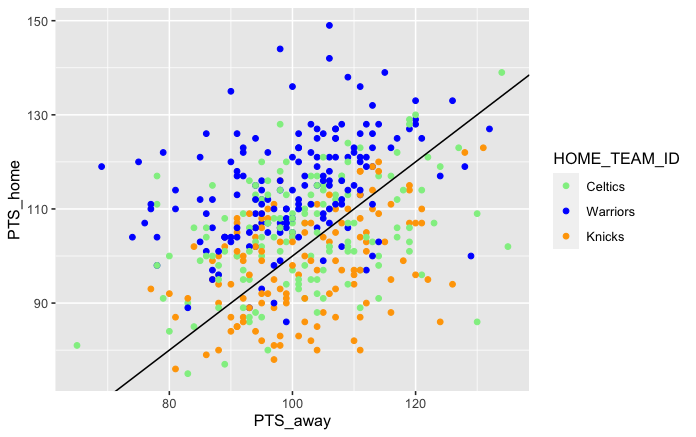 150
130
110
90
PTS_home
80
100
120
PTS_away
HOME_TEAM_ID
Celtics
Warriors
Knicks